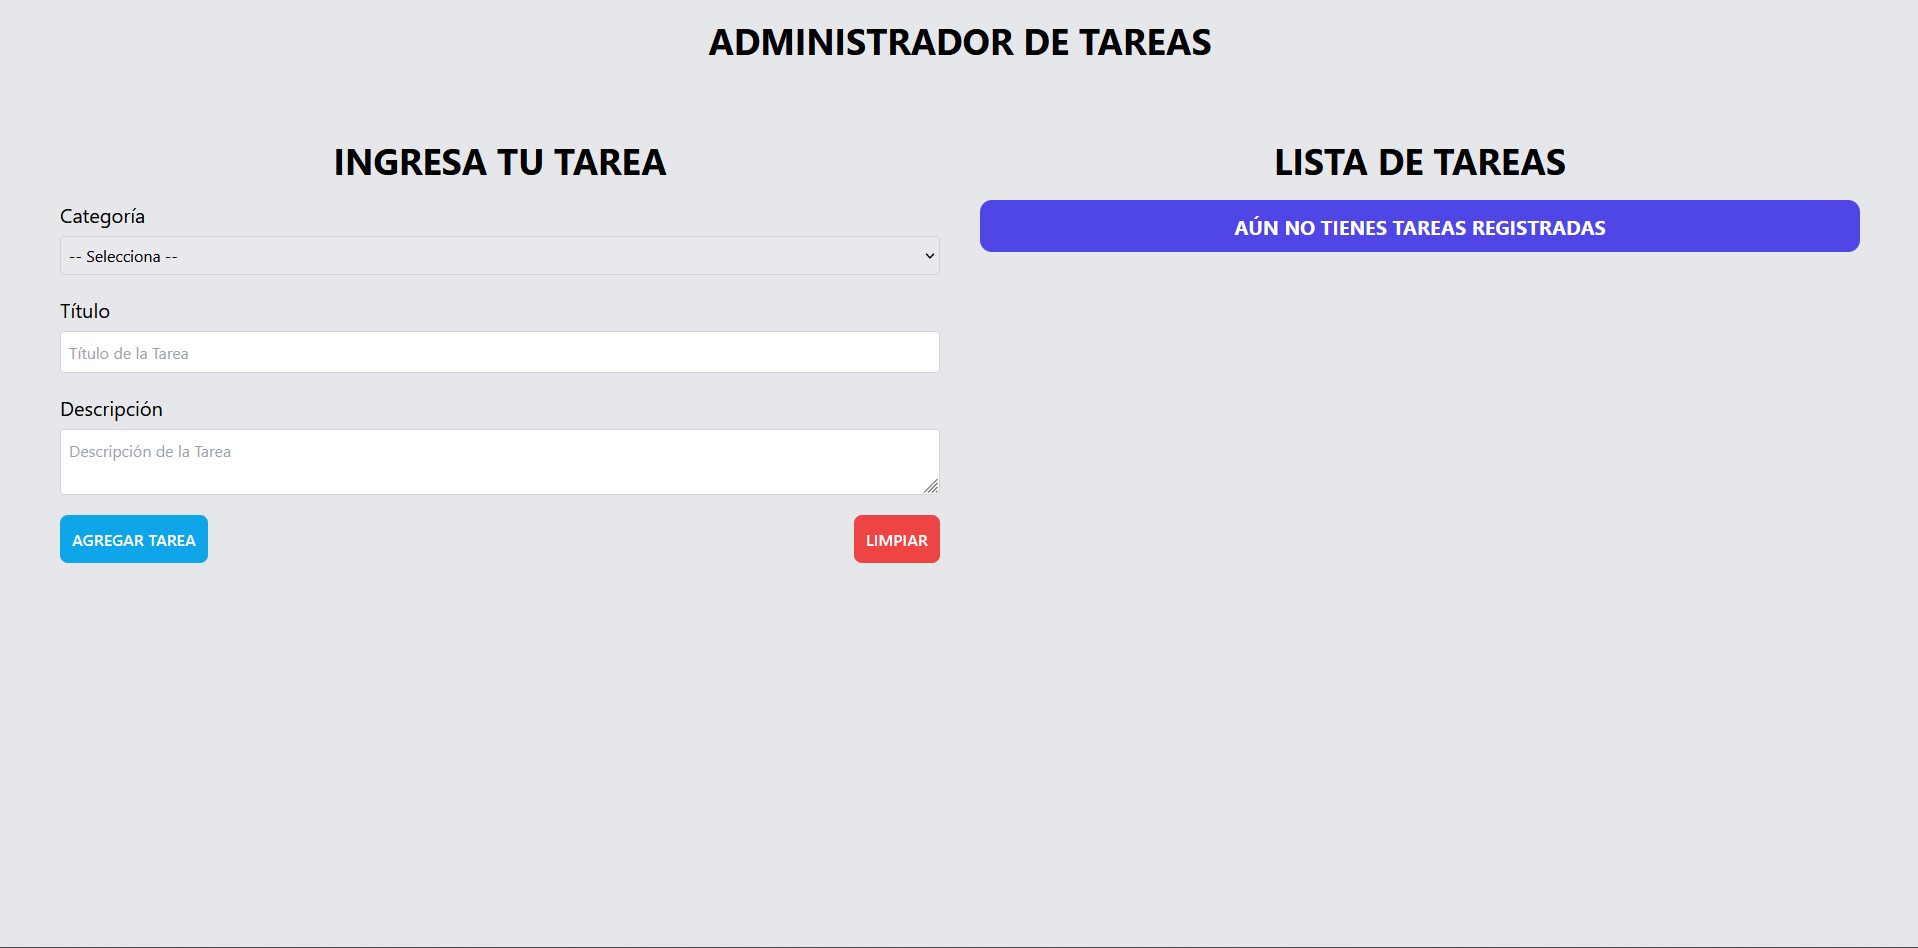 ADMINISTRADOR DE TAREAS
INGRESA TU TAREA
Categoría
-- Selecciona --
Título
Título de la Tarea
Descripción
Descripción de la Tarea
AGREGAR TAREA
LIMPIAR
LISTA DE TAREAS
AÚN NO TIENES TAREAS REGISTRADAS